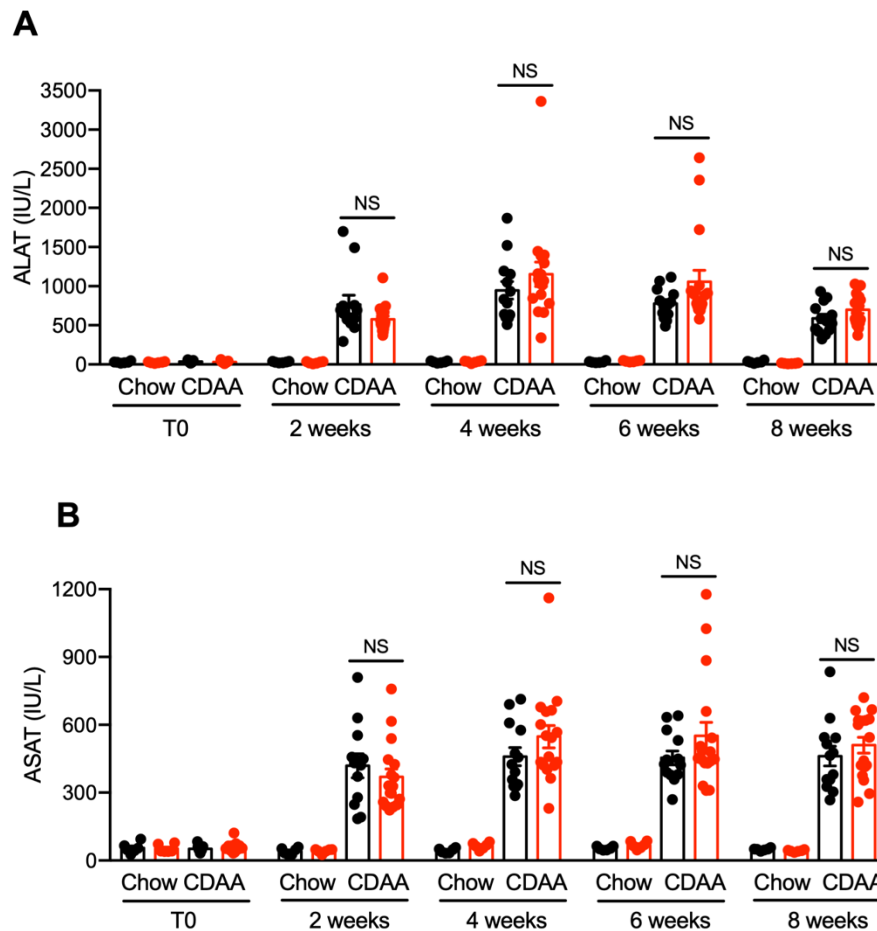 A
NS
NS
NS
NS
3500
3000
2500
2000
1500
1000
500
0
ALAT (IU/L)
Chow CDAA Chow CDAA Chow CDAA Chow CDAA Chow CDAA
T0 2 weeks 4 weeks 6 weeks 8 weeks
B
NS
NS
NS
NS
1200
900
600
300
0
ASAT (IU/L)
Chow CDAA Chow CDAA Chow CDAA Chow CDAA Chow CDAA
T0 2 weeks 4 weeks 6 weeks 8 weeks